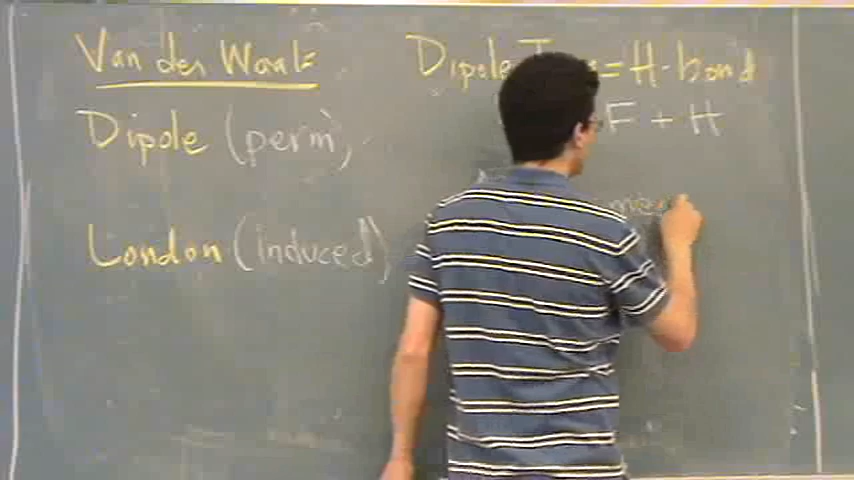 Van der Waals
Dipole (perm)
London (induced)
Dipole = H-bond
F + H